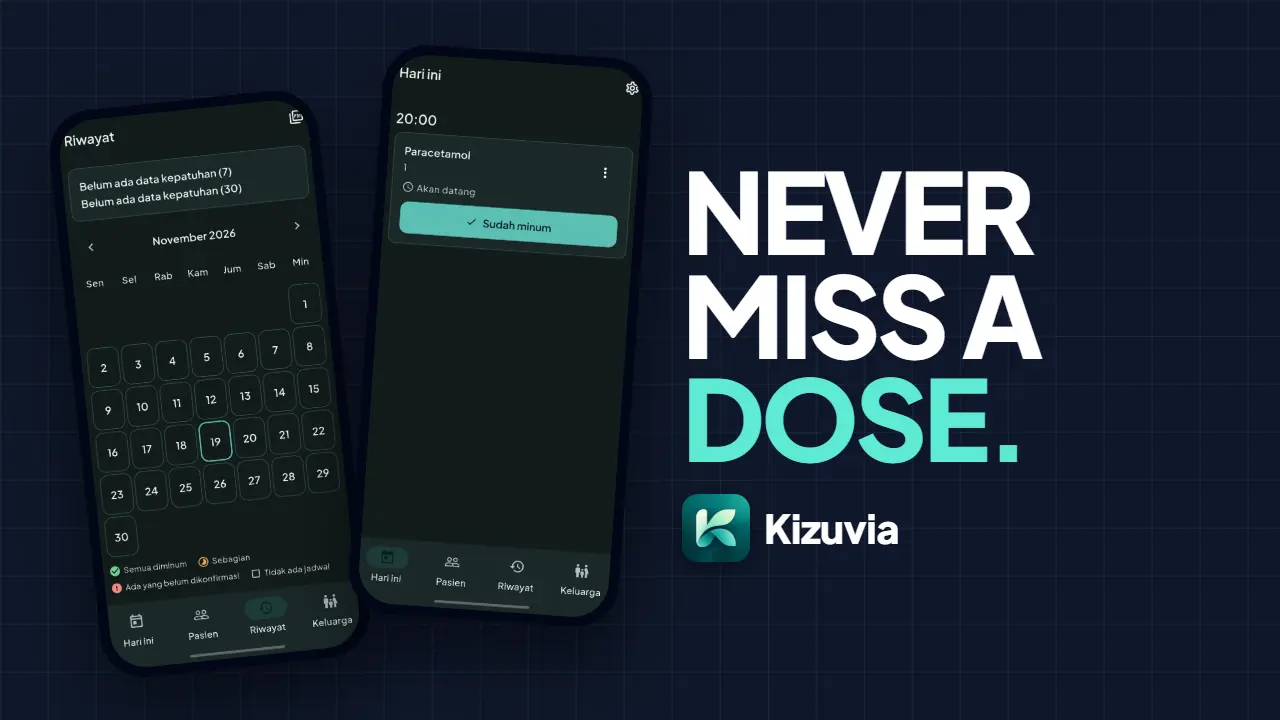 Riwayat
Belum ada data kepatuhan (7)
Belum ada data kepatuhan (30)
November 2026
Sen Sel Rab Kam Jum Sab Min
1
2 3 4 5 6 7 8
9 10 11 12 13 14 15
16 17 18 19 20 21 22
23 24 25 26 27 28 29
30
Semua diminum Sebagian
Ada yang belum dikonfirmasi Tidak ada jadwal
Hari ini Pasien Riwayat Keluarga
Hari ini
20:00
Paracetamol
1
Akan datang
Sudah minum
Hari ini Pasien Riwayat Keluarga
NEVER
MISS A
DOSE.
Kizuvia